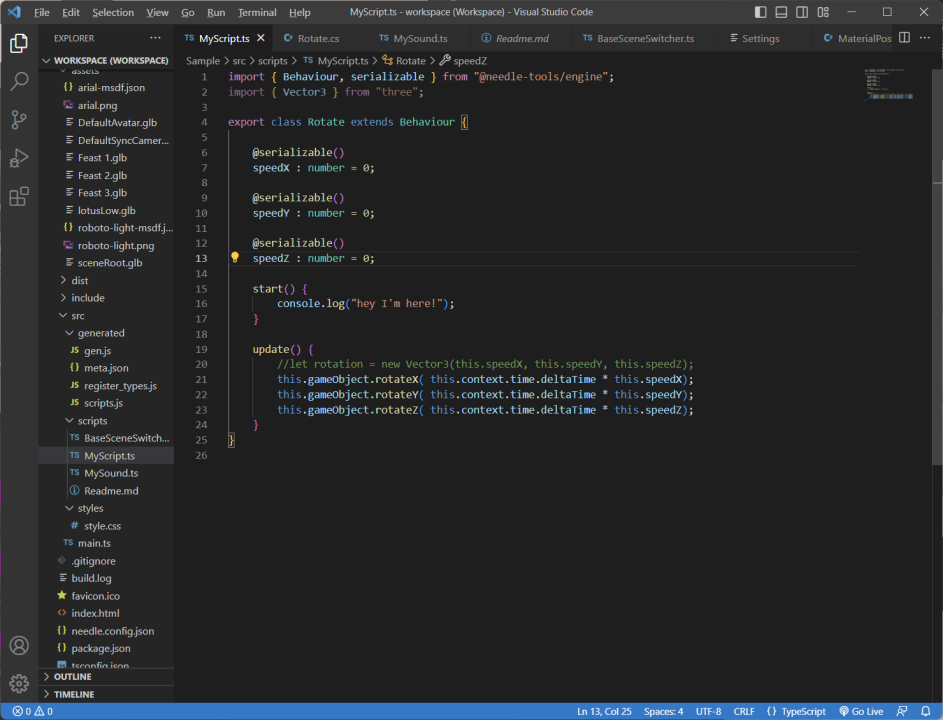 File Edit Selection View Go Run Terminal Help MyScript.ts - workspace (Workspace) - Visual Studio Code
EXPLORER ...
WORKSPACE (WORKSPACE)
assets
{} arial-msdf.json
arial.png
DefaultAvatar.glb
DefaultSyncCamer...
Feast 1.glb
Feast 2.glb
Feast 3.glb
lotusLow.glb
{} roboto-light-msdf.j...
roboto-light.png
sceneRoot.glb
dist
include
src
generated
JS gen.js
{} meta.json
JS register_types.js
JS scripts.js
scripts
TS BaseSceneSwitch...
TS MyScript.ts
TS MySound.ts
Readme.md
styles
# style.css
TS main.ts
.gitignore
build.log
favicon.ico
index.html
{} needle.config.json
{} package.json
tsconfig.json
OUTLINE
TIMELINE
TS MyScript.ts Rotate.cs TS MySound.ts Readme.md TS BaseSceneSwitcher.ts Settings MaterialPos ...
Sample > src > scripts > TS MyScript.ts > Rotate > speedZ
1 import { Behaviour, serializable } from "@needle-tools/engine";
2 import { Vector3 } from "three";
3
4 export class Rotate extends Behaviour {
5
6 @serializable()
7 speedX : number = 0;
8
9 @serializable()
10 speedY : number = 0;
11
12 @serializable()
13 speedZ : number = 0;
14
15 start() {
16 console.log("hey I'm here!");
17 }
18
19 update() {
20 //let rotation = new Vector3(this.speedX, this.speedY, this.speedZ);
21 this.gameObject.rotateX( this.context.time.deltaTime * this.speedX);
22 this.gameObject.rotateY( this.context.time.deltaTime * this.speedY);
23 this.gameObject.rotateZ( this.context.time.deltaTime * this.speedZ);
24 }
25 }
26
0 0 Ln 13, Col 25 Spaces: 4 UTF-8 CRLF {} TypeScript Go Live